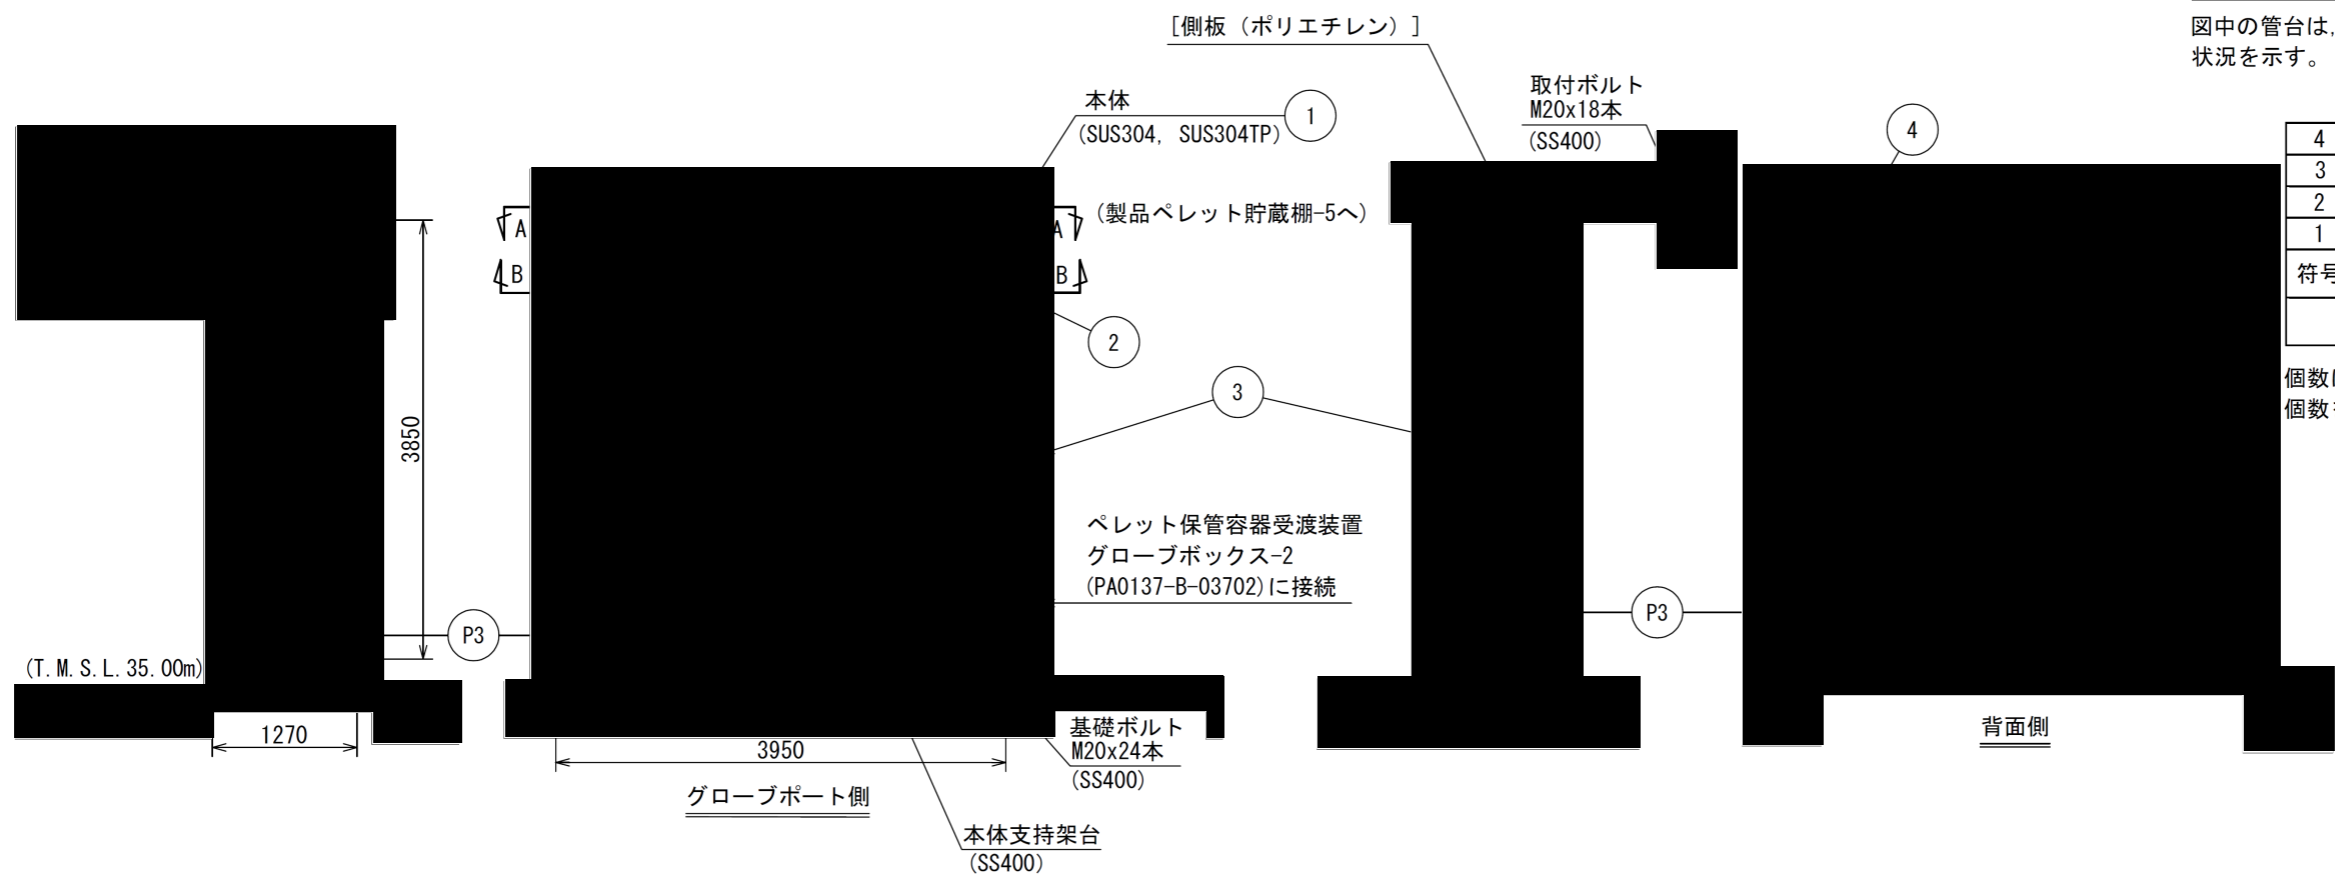 [側板(ポリエチレン)]
図中の管台は,
状況を示す。
取付ボルト
M20x18本
(SS400)
本体
(SUS304, SUS304TP)
1
4
4
3
2
1
符号
A
A
(製品ペレット貯蔵棚-5へ)
B
B
2
3
個数
個数
3850
ペレット保管容器受渡装置
グローブボックス-2
(PA0137-B-03702)に接続
P3
P3
(T.M.S.L.35.00m)
1270
3950
基礎ボルト
M20x24本
(SS400)
背面側
グローブポート側
本体支持架台
(SS400)